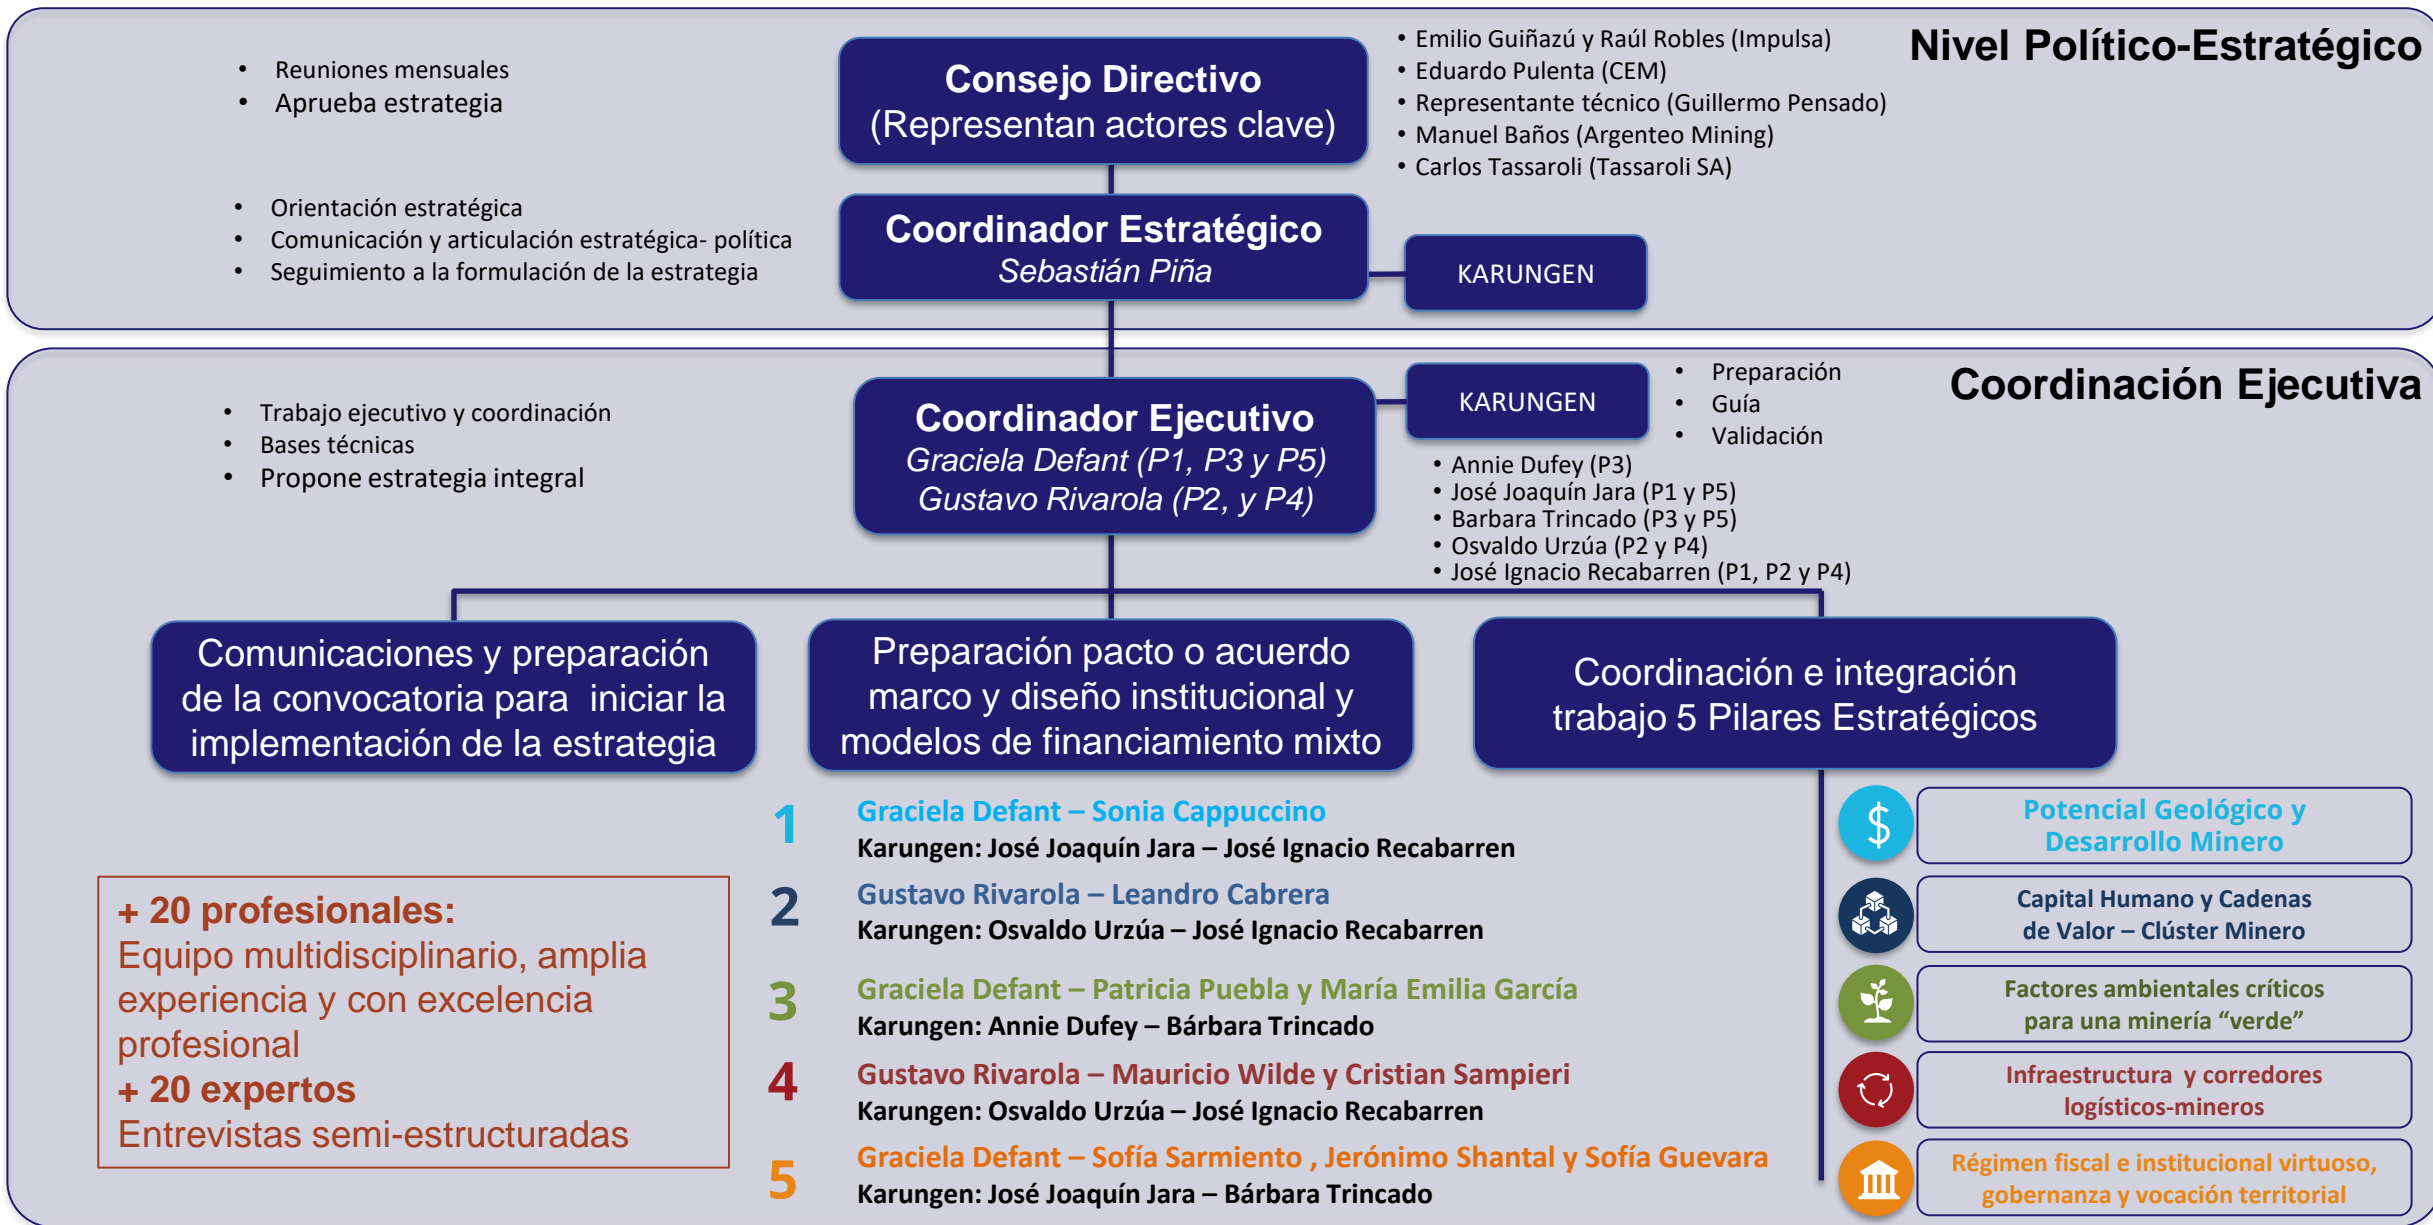 Nivel Político-Estratégico
• Reuniones mensuales
• Aprueba estrategia
Consejo Directivo
(Representan actores clave)
• Emilio Guiñazú y Raúl Robles (Impulsa)
• Eduardo Pulenta (CEM)
• Representante técnico (Guillermo Pensado)
• Manuel Baños (Argenteo Mining)
• Carlos Tassaroli (Tassaroli SA)
• Orientación estratégica
• Comunicación y articulación estratégica- política
• Seguimiento a la formulación de la estrategia
Coordinador Estratégico
Sebastián Piña
KARUNGEN
Coordinación Ejecutiva
• Trabajo ejecutivo y coordinación
• Bases técnicas
• Propone estrategia integral
Coordinador Ejecutivo
Graciela Defant (P1, P3 y P5)
Gustavo Rivarola (P2, y P4)
KARUNGEN
• Preparación
• Guía
• Validación
• Annie Dufey (P3)
• José Joaquín Jara (P1 y P5)
• Barbara Trincado (P3 y P5)
• Osvaldo Urzúa (P2 y P4)
• José Ignacio Recabarren (P1, P2 y P4)
Comunicaciones y preparación
de la convocatoria para iniciar la
implementación de la estrategia
Preparación pacto o acuerdo
marco y diseño institucional y
modelos de financiamiento mixto
Coordinación e integración
trabajo 5 Pilares Estratégicos
+ 20 profesionales:
Equipo multidisciplinario, amplia
experiencia y con excelencia
profesional
+ 20 expertos
Entrevistas semi-estructuradas
1
Graciela Defant – Sonia Cappuccino
Karungen: José Joaquín Jara – José Ignacio Recabarren
$
Potencial Geológico y
Desarrollo Minero
2
Gustavo Rivarola – Leandro Cabrera
Karungen: Osvaldo Urzúa – José Ignacio Recabarren
Capital Humano y Cadenas
de Valor – Clúster Minero
3
Graciela Defant – Patricia Puebla y María Emilia García
Karungen: Annie Dufey – Bárbara Trincado
Factores ambientales críticos
para una minería “verde”
4
Gustavo Rivarola – Mauricio Wilde y Cristian Sampieri
Karungen: Osvaldo Urzúa – José Ignacio Recabarren
Infraestructura y corredores
logísticos-mineros
5
Graciela Defant – Sofía Sarmiento , Jerónimo Shantal y Sofía Guevara
Karungen: José Joaquín Jara – Bárbara Trincado
Régimen fiscal e institucional virtuoso,
gobernanza y vocación territorial